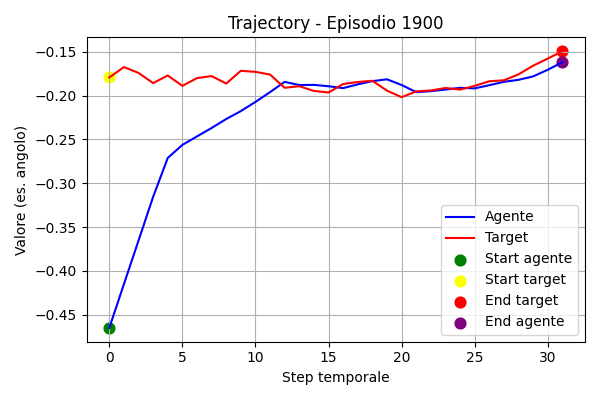 Trajectory - Episodio 1900
Valore (es. angolo)
−0.15
−0.20
−0.25
−0.30
−0.35
−0.40
−0.45
Agente
Target
Start agente
Start target
End target
End agente
0 5 10 15 20 25 30
Step temporale